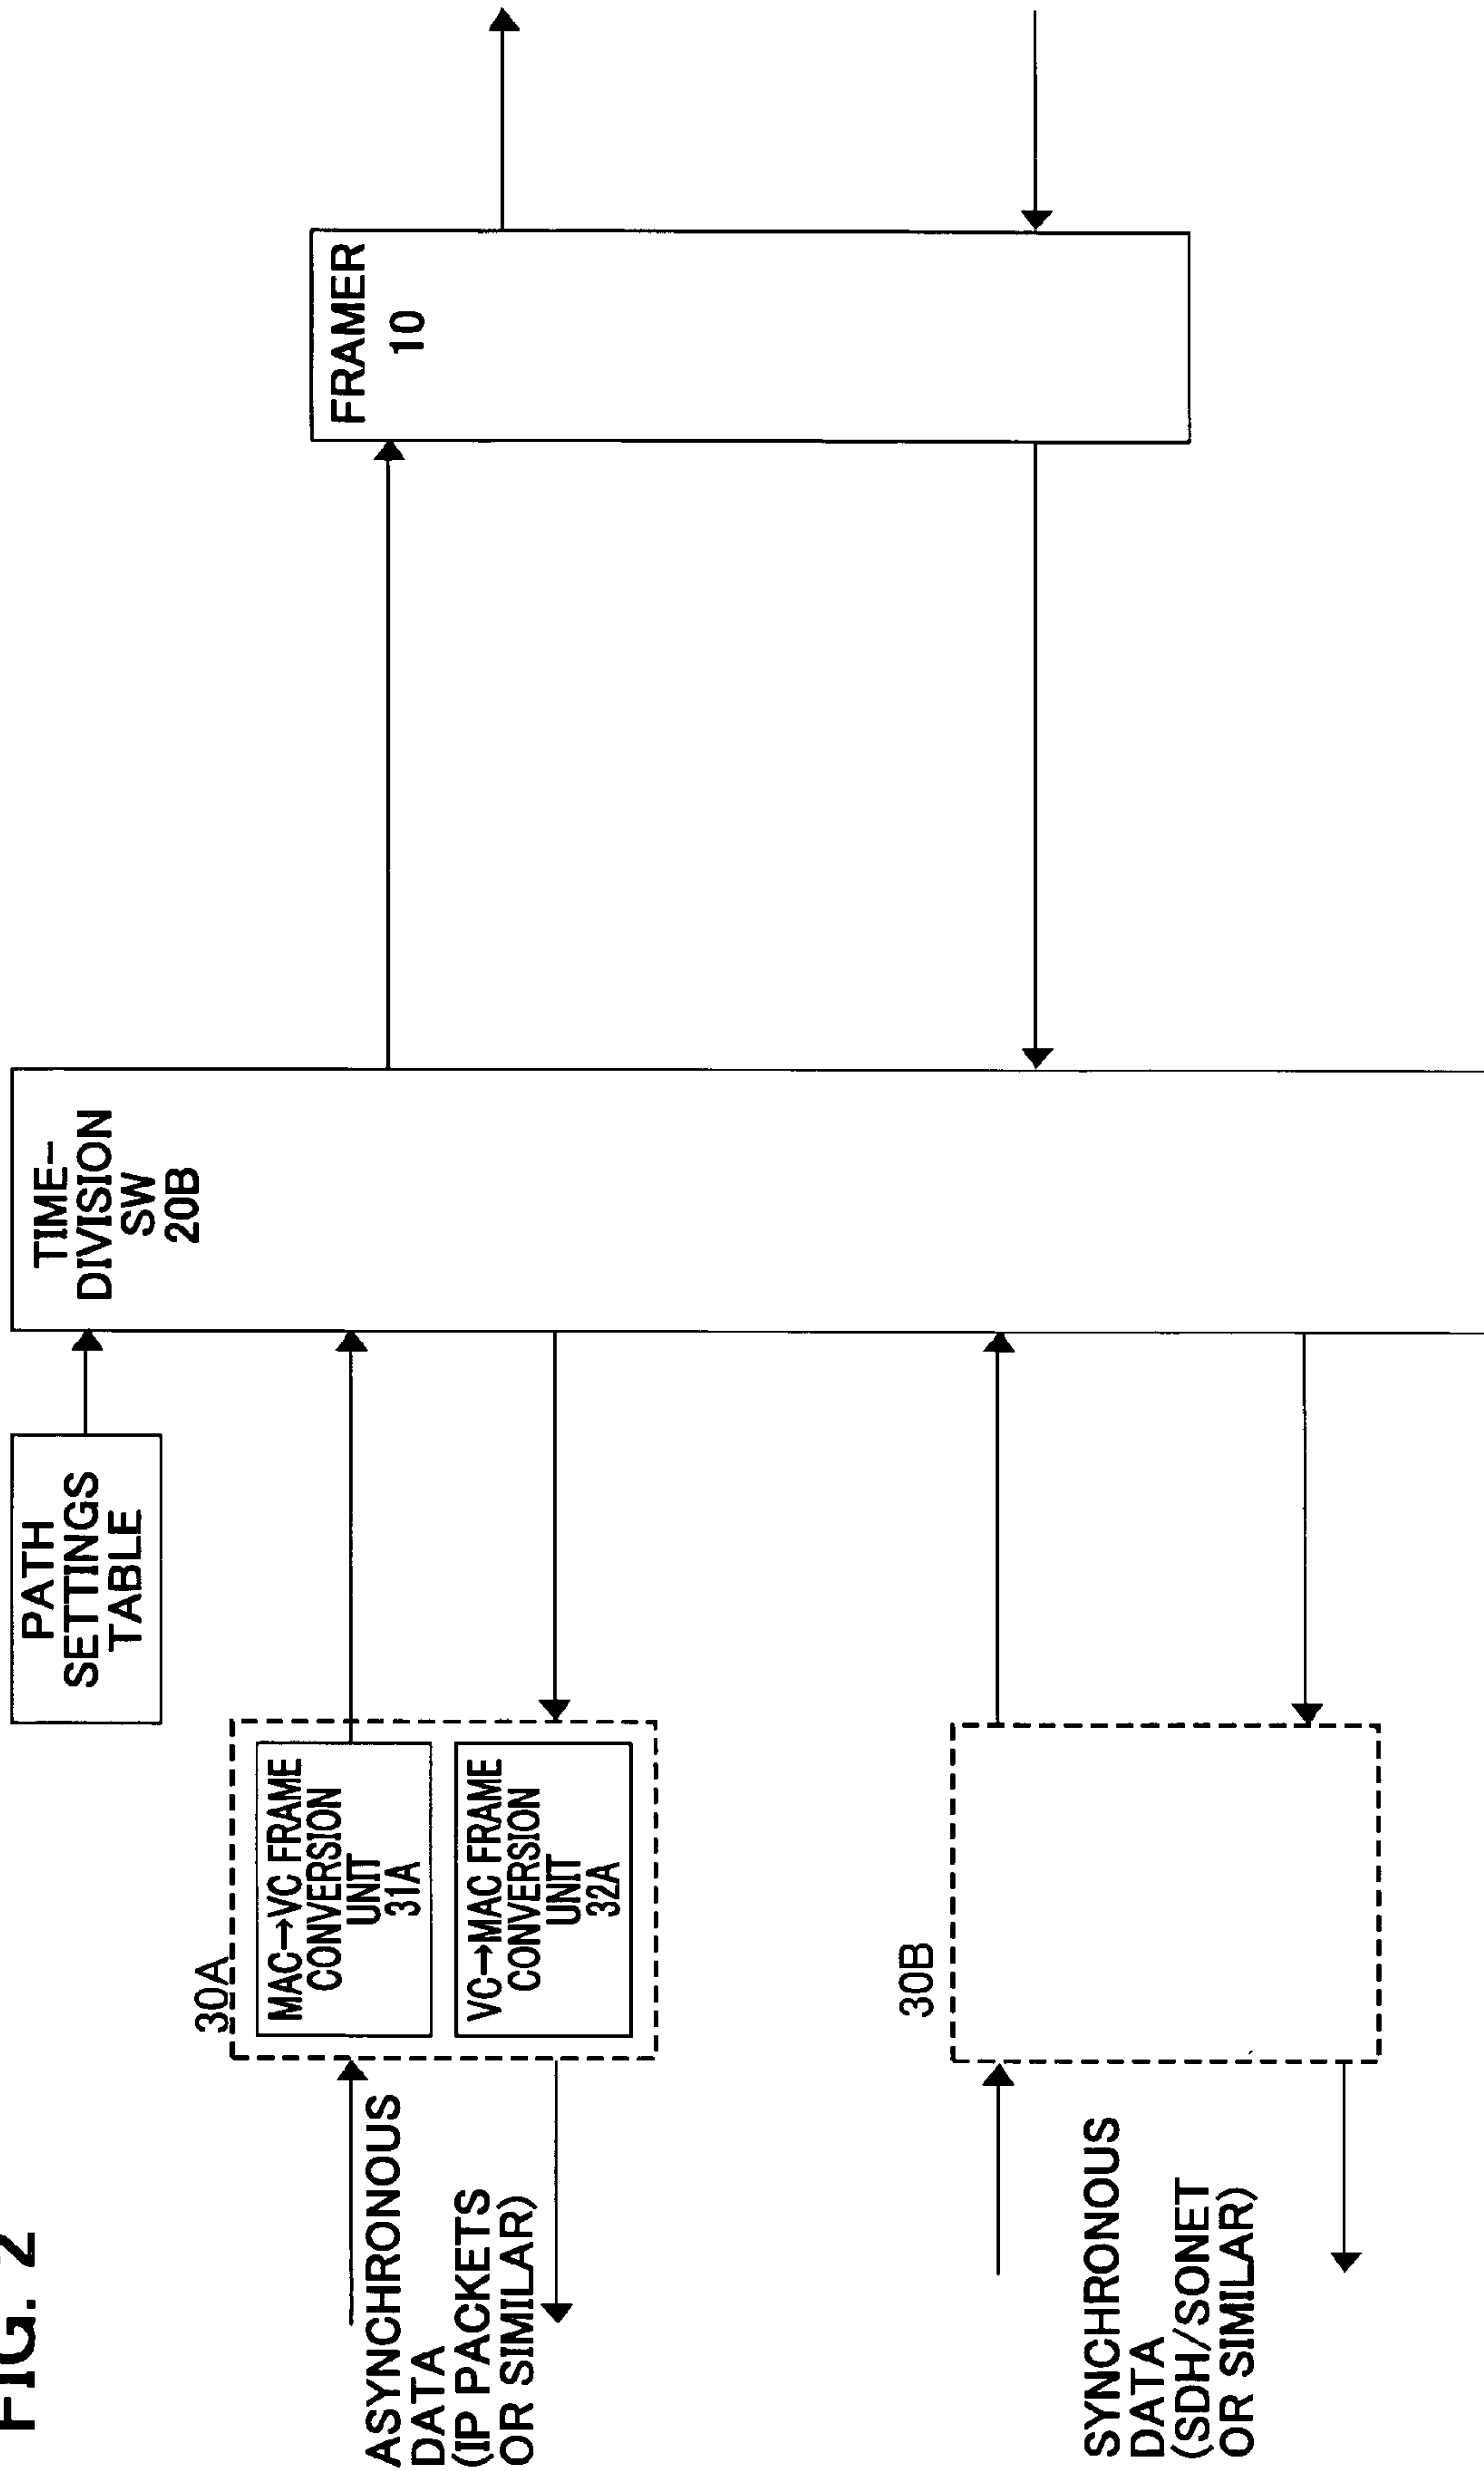 FIG. 2
PATH
SETTINGS
TABLE
TIME-
DIVISION
SW
20B
FRAMER
10
30A
MAC→VC FRAME
CONVERSION
UNIT
31A
VC→MAC FRAME
CONVERSION
UNIT
32A
ASYNCHRONOUS
DATA
(IP PACKETS
OR SIMILAR)
30B
SYNCHRONOUS
DATA
(SDH/SONET
OR SIMILAR)